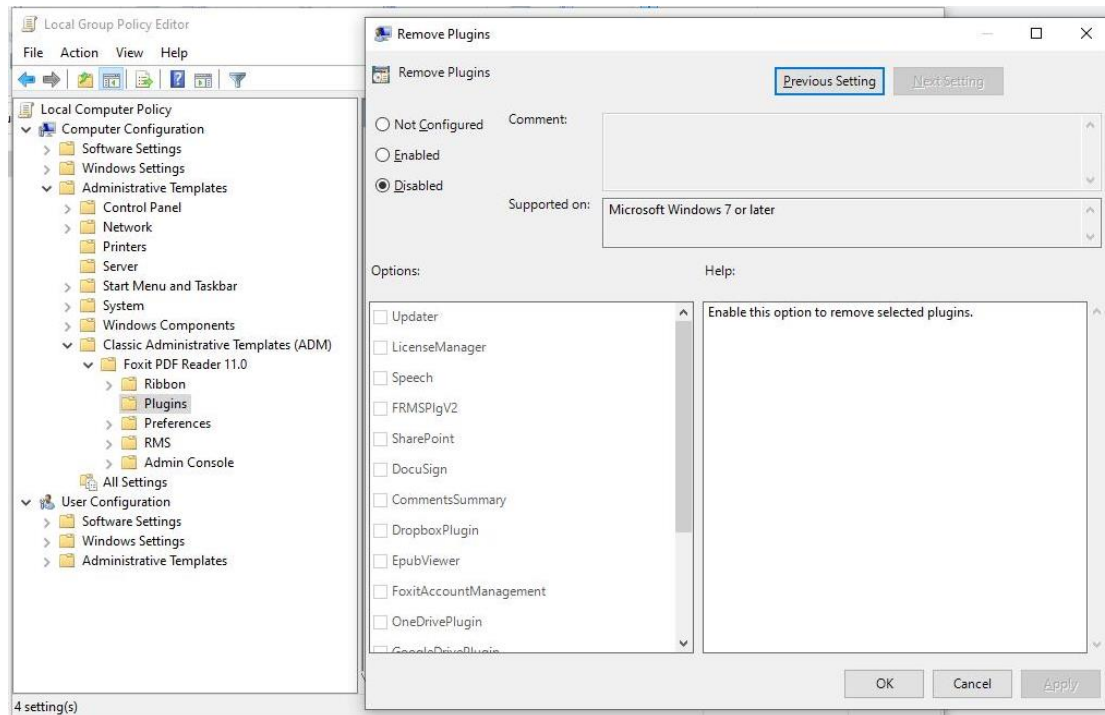 Local Group Policy Editor
File Action View Help
Local Computer Policy
Computer Configuration
Software Settings
Windows Settings
Administrative Templates
Control Panel
Network
Printers
Server
Start Menu and Taskbar
System
Windows Components
Classic Administrative Templates (ADM)
Foxit PDF Reader 11.0
Ribbon
Plugins
Preferences
RMS
Admin Console
All Settings
User Configuration
Software Settings
Windows Settings
Administrative Templates
4 setting(s)
Remove Plugins
Remove Plugins
Previous Setting
Next Setting
Not Configured
Comment:
Enabled
Disabled
Supported on:
Microsoft Windows 7 or later
Options:
Help:
Updater
LicenseManager
Speech
FRMSPlgV2
SharePoint
DocuSign
CommentsSummary
DropboxPlugin
EpubViewer
FoxitAccountManagement
OneDrivePlugin
GoogleDrivePlugin
Enable this option to remove selected plugins.
OK
Cancel
Apply